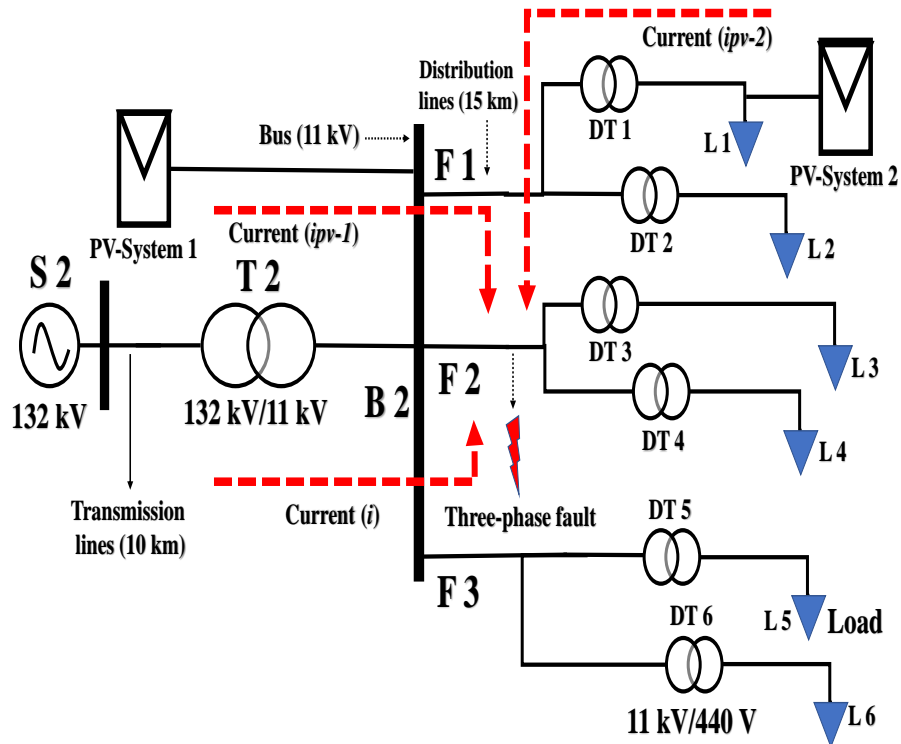 Current (ipv-2)
Distribution
lines (15 km)
DT 1
L 1
PV-System 2
Bus (11 kV)
F 1
PV-System 1
Current (ipv-1)
DT 2
L 2
S 2
T 2
132 kV
132 kV/11 kV
B 2
F 2
DT 3
L 3
DT 4
L 4
Transmission
lines (10 km)
Current (i)
Three-phase fault
DT 5
F 3
L 5
Load
DT 6
11 kV/440 V
L 6